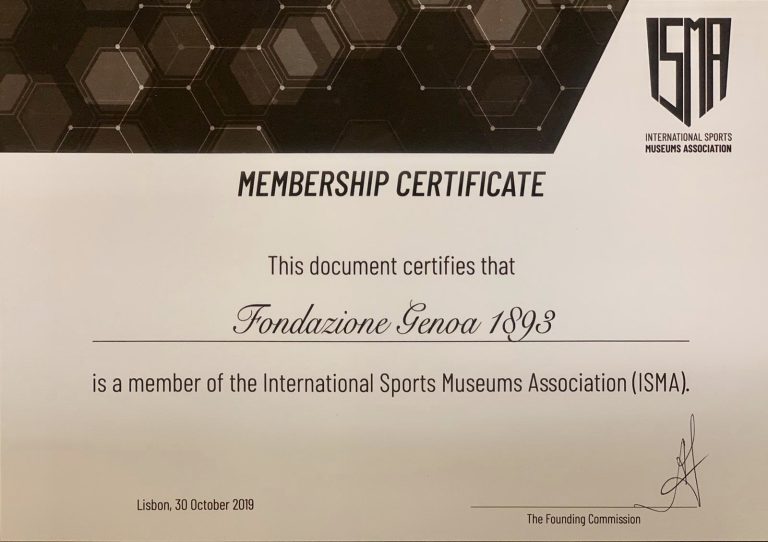 ISMA
INTERNATIONAL SPORTS
MUSEUMS ASSOCIATION
MEMBERSHIP CERTIFICATE
This document certifies that
Fondazione Genoa 1893
is a member of the International Sports Museums Association (ISMA).
Lisbon, 30 October 2019
The Founding Commission